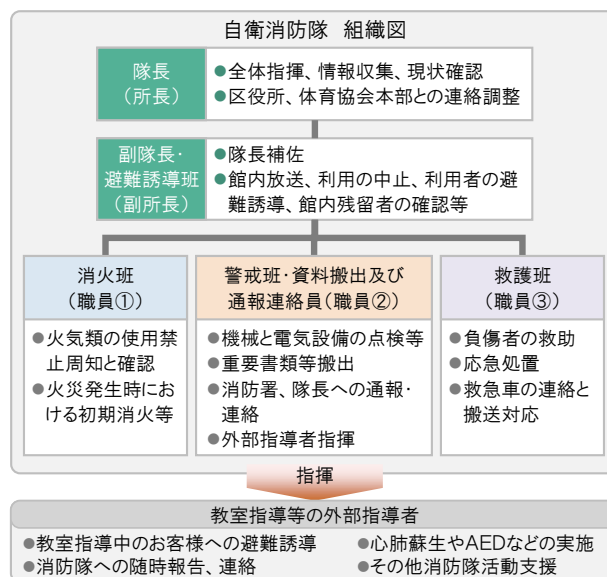 自衛消防隊 組織図
隊長
(所長)
●全体指揮、情報収集、現状確認
●区役所、体育協会本部との連絡調整
副隊長・
避難誘導班
(副所長)
●隊長補佐
●館内放送、利用の中止、利用者の避
難誘導、館内残留者の確認等
消火班
(職員①)
●火気類の使用禁
止周知と確認
●火災発生時にお
ける初期消火等
警戒班・資料搬出及び
通報連絡員(職員②)
●機械と電気設備の点検等
●重要書類等搬出
●消防署、隊長への通報・
連絡
●外部指導者指揮
救護班
(職員③)
●負傷者の救助
●応急処置
●救急車の連絡と
搬送対応
指揮
教室指導等の外部指導者
●教室指導中のお客様への避難誘導
●消防隊への随時報告、連絡
●心肺蘇生やAEDなどの実施
●その他消防隊活動支援